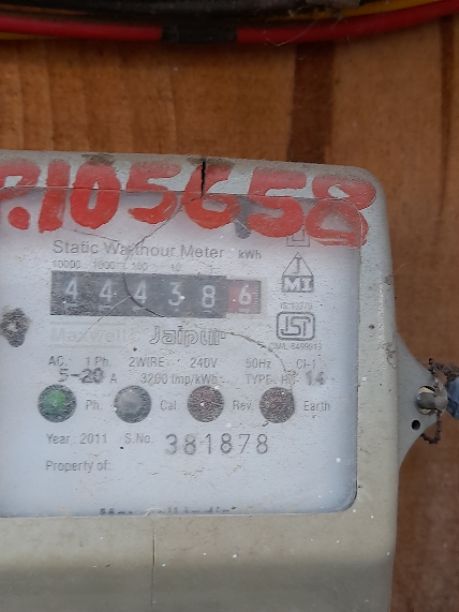 P.105658
Static Watthour Meter kWh
10000 1000 100 10 1
4 4 4 3 8 .6
JMI
Maxwell Jaipur
ISI
AC. 1 Ph 2WIRE 240V 50Hz Cl-1
5-20 A 3200 Imp/kWh TYPE. 14
Ph. Cal. Rev. Earth
Year. 2011 S.No. 381878
Property of: